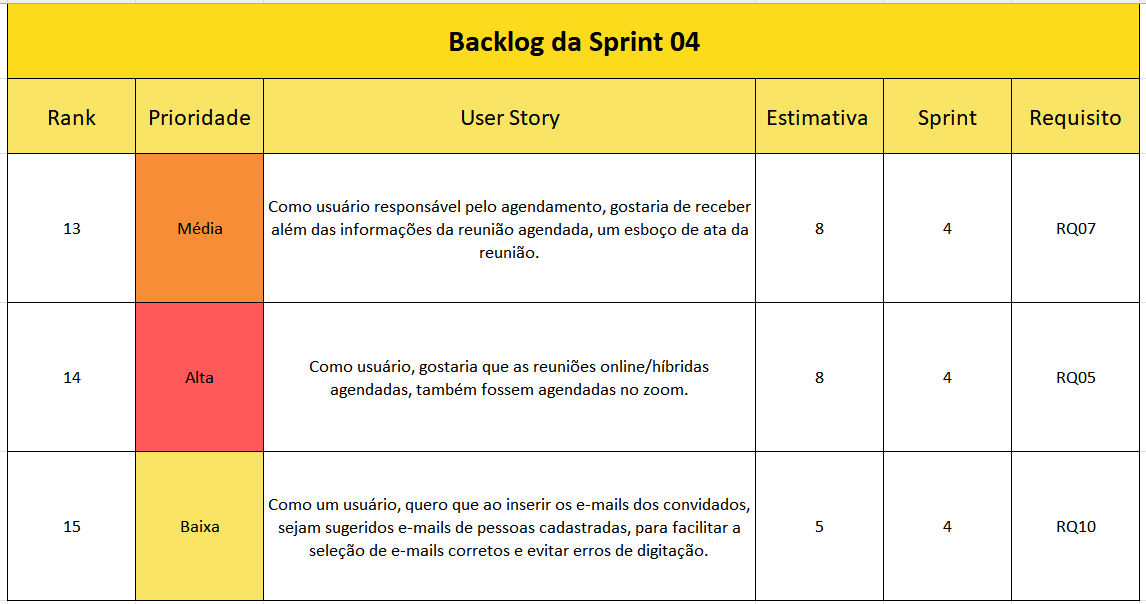 Backlog da Sprint 04
Rank Prioridade User Story Estimativa Sprint Requisito
Como usuário responsável pelo agendamento, gostaria de receber
13 Média além das informações da reunião agendada, um esboço de ata da 8 4 RQ07
reunião.
Como usuário, gostaria que as reuniões online/híbridas
14 Alta 8 4 RQ05
agendadas, também fossem agendadas no zoom.
Como um usuário, quero que ao inserir os e-mails dos convidados,
15 Baixa sejam sugeridos e-mails de pessoas cadastradas, para facilitar a 5 4 RQ10
seleção de e-mails corretos e evitar erros de digitação.